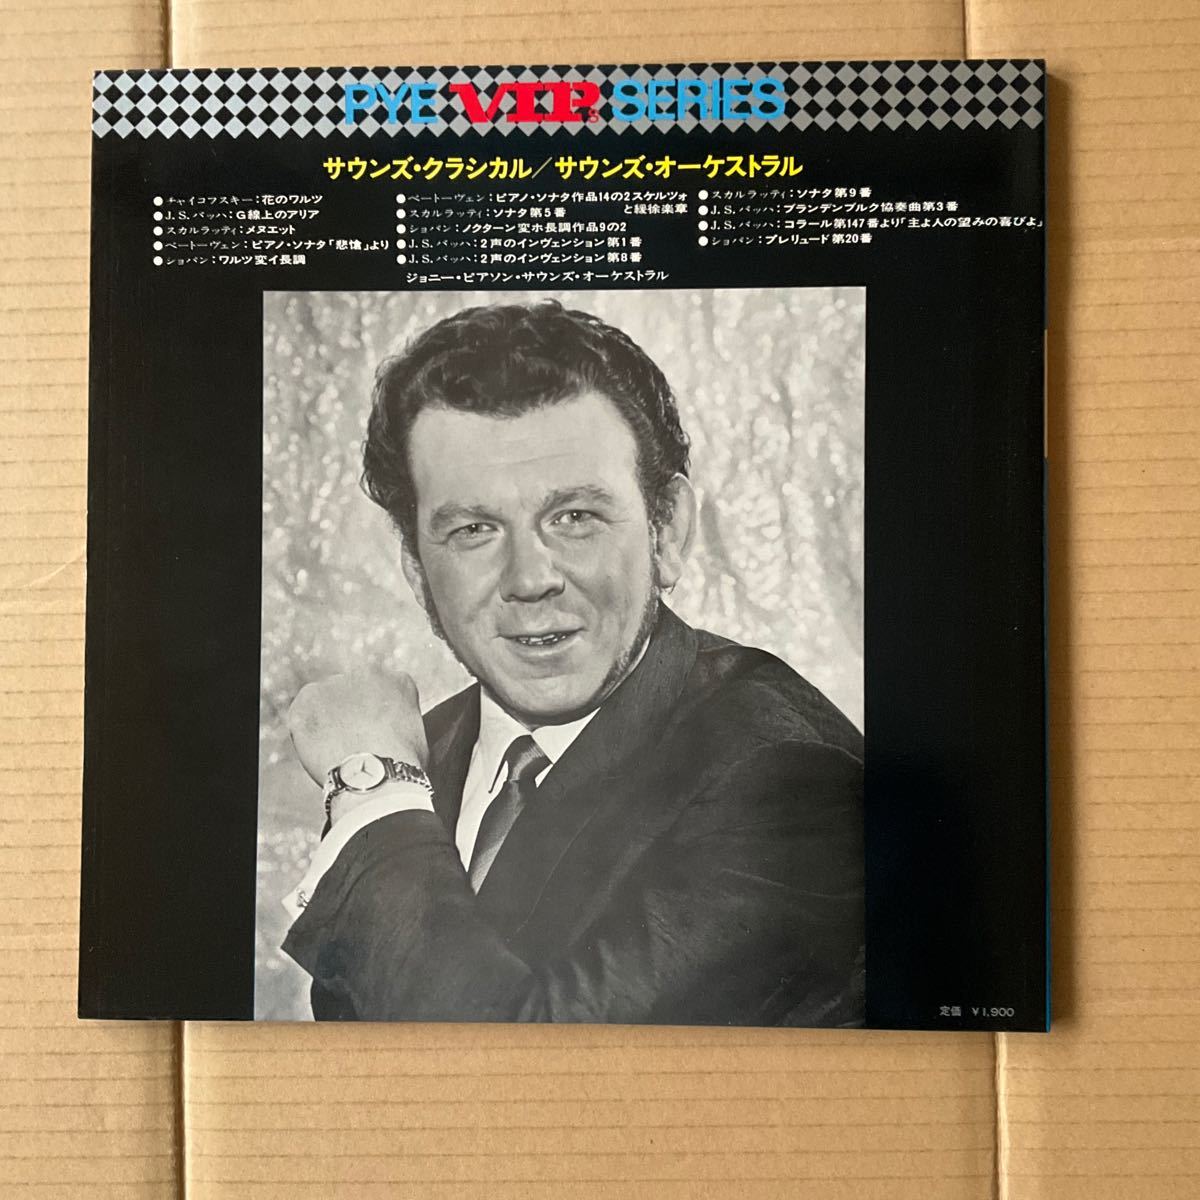 PYE VIPs SERIES
サウンズ・クラシカル／サウンズ・オーケストラル
●チャイコフスキー：花のワルツ
●J.S.バッハ：G線上のアリア
●スカルラッティ：メヌエット
●ベートーヴェン：ピアノ・ソナタ「悲愴」より
●ショパン：ワルツ変イ長調
●ベートーヴェン：ピアノ・ソナタ作品14の2スケルツォ
と緩徐楽章
●スカルラッティ：ソナタ第5番
●ショパン：ノクターン変ホ長調作品9の2
●J.S.バッハ：2声のインヴェンション第1番
●J.S.バッハ：2声のインヴェンション第8番
●スカルラッティ：ソナタ第9番
●J.S.バッハ：ブランデンブルク協奏曲第3番
●J.S.バッハ：コラール第147番より「主よ人の望みの喜びよ」
●ショパン：プレリュード第20番
ジョニー・ピアソン・サウンズ・オーケストラル
定価 ¥1,900